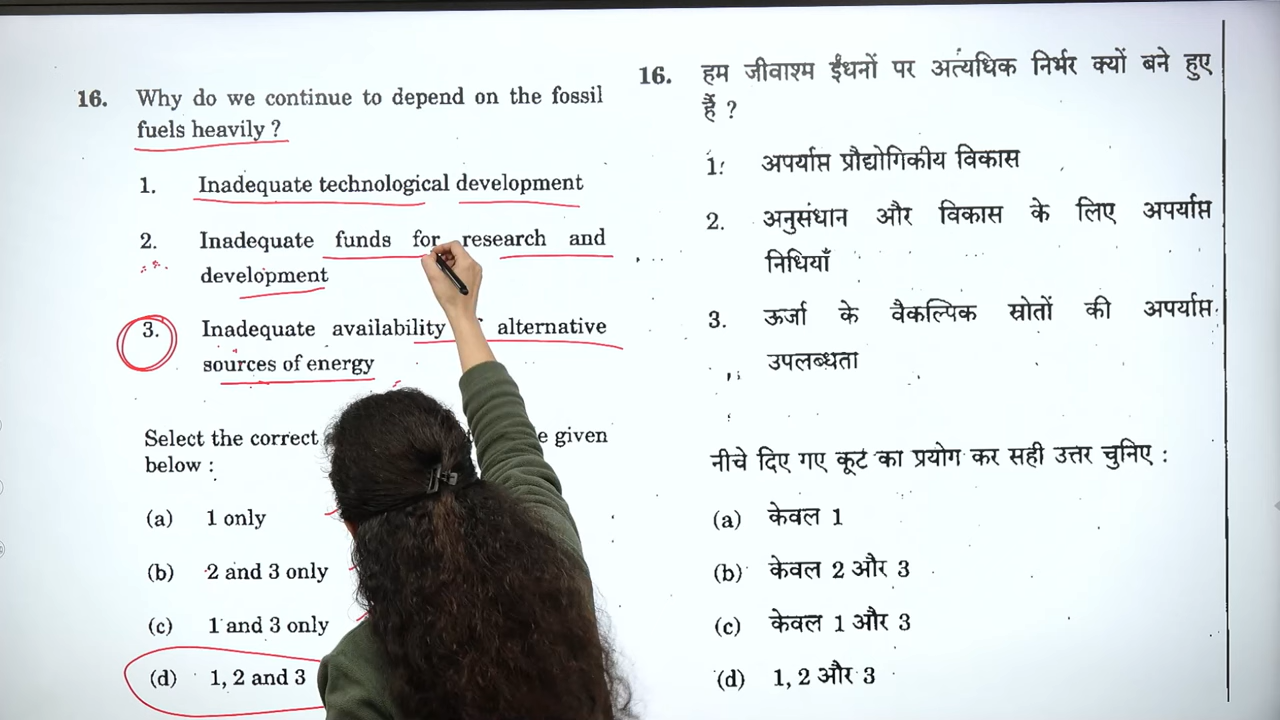 16. Why do we continue to depend on the fossil
fuels heavily ?
1. Inadequate technological development
2. Inadequate funds for research and
development
3. Inadequate availability alternative
sources of energy
Select the correct given
below :
(a) 1 only
(b) 2 and 3 only
(c) 1 and 3 only
(d) 1, 2 and 3
16. हम जीवाश्म ईंधनों पर अत्यधिक निर्भर क्यों बने हुए
हैं ?
1. अपर्याप्त प्रौद्योगिकीय विकास
2. अनुसंधान और विकास के लिए अपर्याप्त
निधियाँ
3. ऊर्जा के वैकल्पिक स्रोतों की अपर्याप्त
उपलब्धता
नीचे दिए गए कूट का प्रयोग कर सही उत्तर चुनिए :
(a) केवल 1
(b) केवल 2 और 3
(c) केवल 1 और 3
(d) 1, 2 और 3